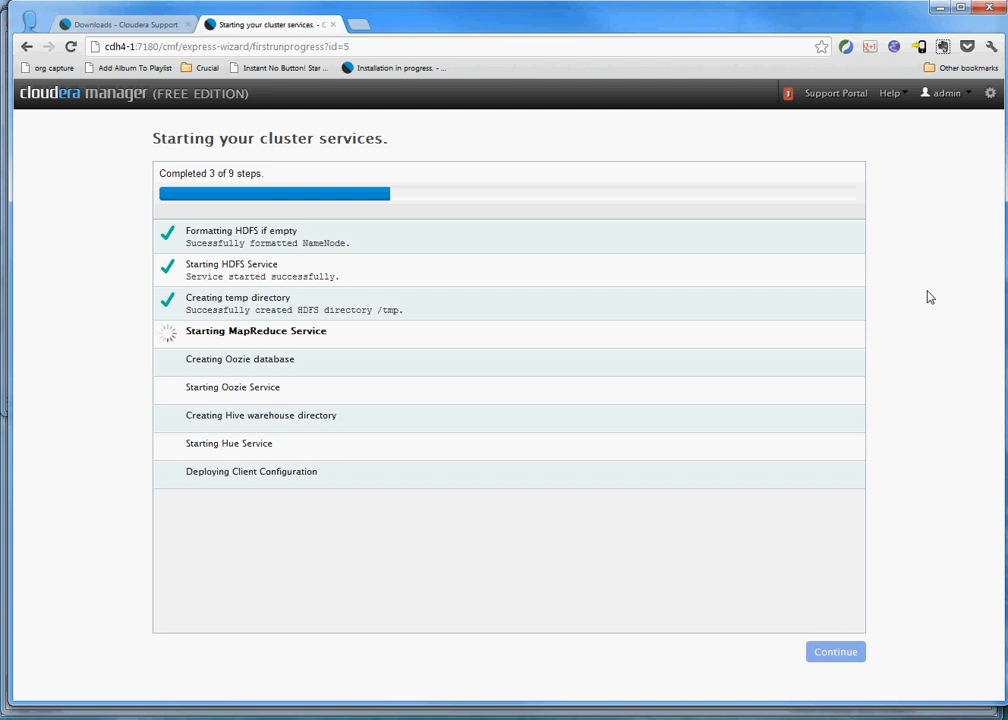 Downloads - Cloudera Support
Starting your cluster services. - C
cdh4-1:7180/cmf/express-wizard/firstrunprogress?id=5
org capture
Add Album To Playlist
Crucial
Instant No Button! Star ...
Installation in progress. - ...
Other bookmarks
cloudera manager (FREE EDITION)
1
Support Portal
Help
admin
Starting your cluster services.
Completed 3 of 9 steps.
Formatting HDFS if empty
Sucessfully formatted NameNode.
Starting HDFS Service
Service started successfully.
Creating temp directory
Successfully created HDFS directory /tmp.
Starting MapReduce Service
Creating Oozie database
Starting Oozie Service
Creating Hive warehouse directory
Starting Hue Service
Deploying Client Configuration
Continue